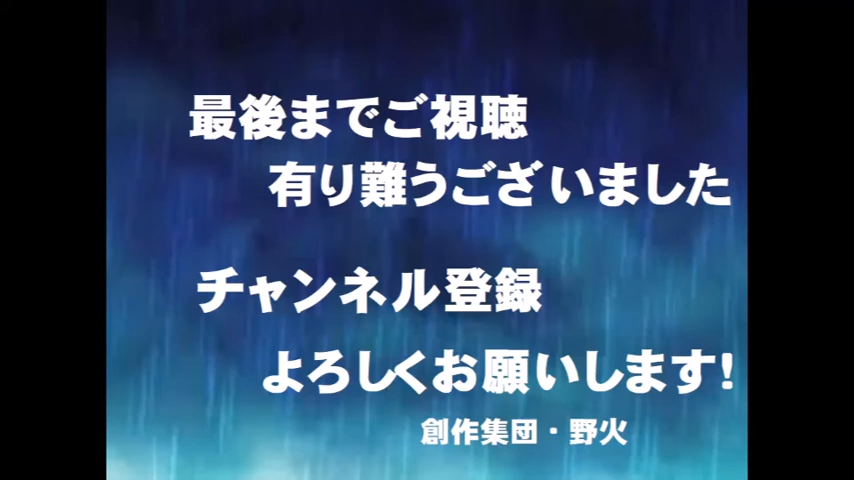 最後までご視聴
有り難うございました
チャンネル登録
よろしくお願いします!
創作集団・野火